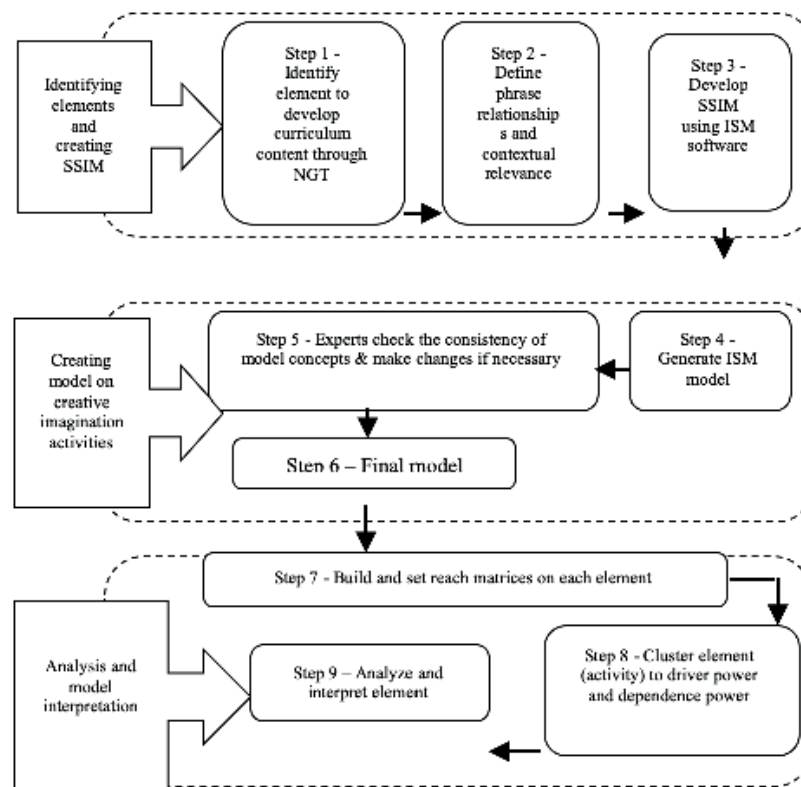 Identifying
elements
and
creating
SSIM
Step 1 -
Identify
element to
develop
curriculum
content through
NGT
Step 2 -
Define
phrase
relationship
s and
contextual
relevance
Step 3 -
Develop
SSIM
using ISM
software
Creating
model on
creative
imagination
activities
Step 5 - Experts check the consistency of
model concepts & make changes if necessary
Step 4 -
Generate ISM
model
Step 6 – Final model
Analysis and
model
interpretation
Step 7 - Build and set reach matrices on each element
Step 9 – Analyze and
interpret element
Step 8 - Cluster element
(activity) to driver power
and dependence power